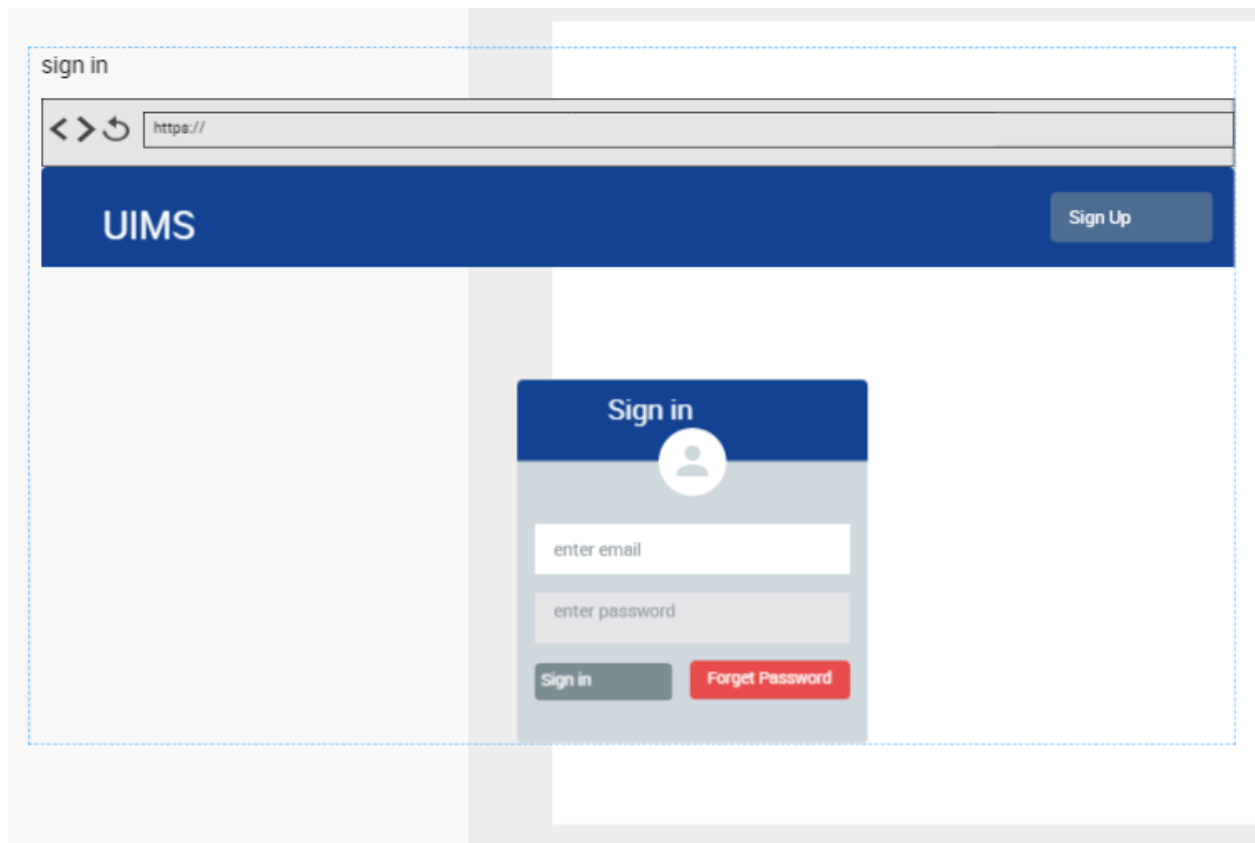 sign in
https://
UIMS
Sign Up
Sign in
enter email
enter password
Sign in
Forget Password